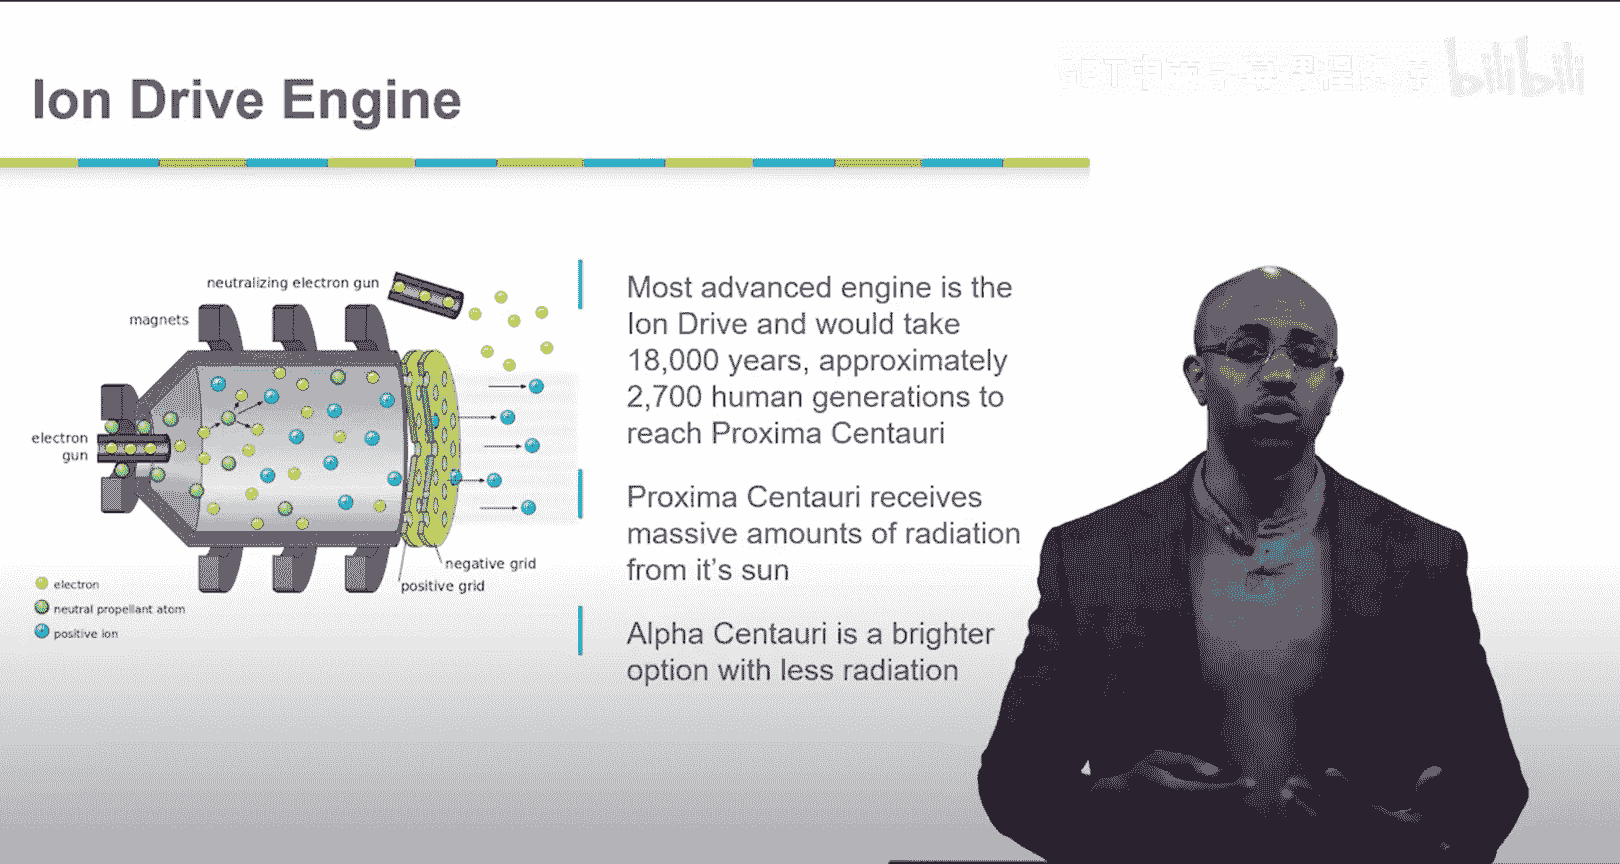 Ion Drive Engine
bilibili
neutralizing electron gun
magnets
electron
gun
negative grid
positive grid
electron
neutral propellant atom
positive ion
Most advanced engine is the
Ion Drive and would take
18,000 years, approximately
2,700 human generations to
reach Proxima Centauri
Proxima Centauri receives
massive amounts of radiation
from it's sun
Alpha Centauri is a brighter
option with less radiation